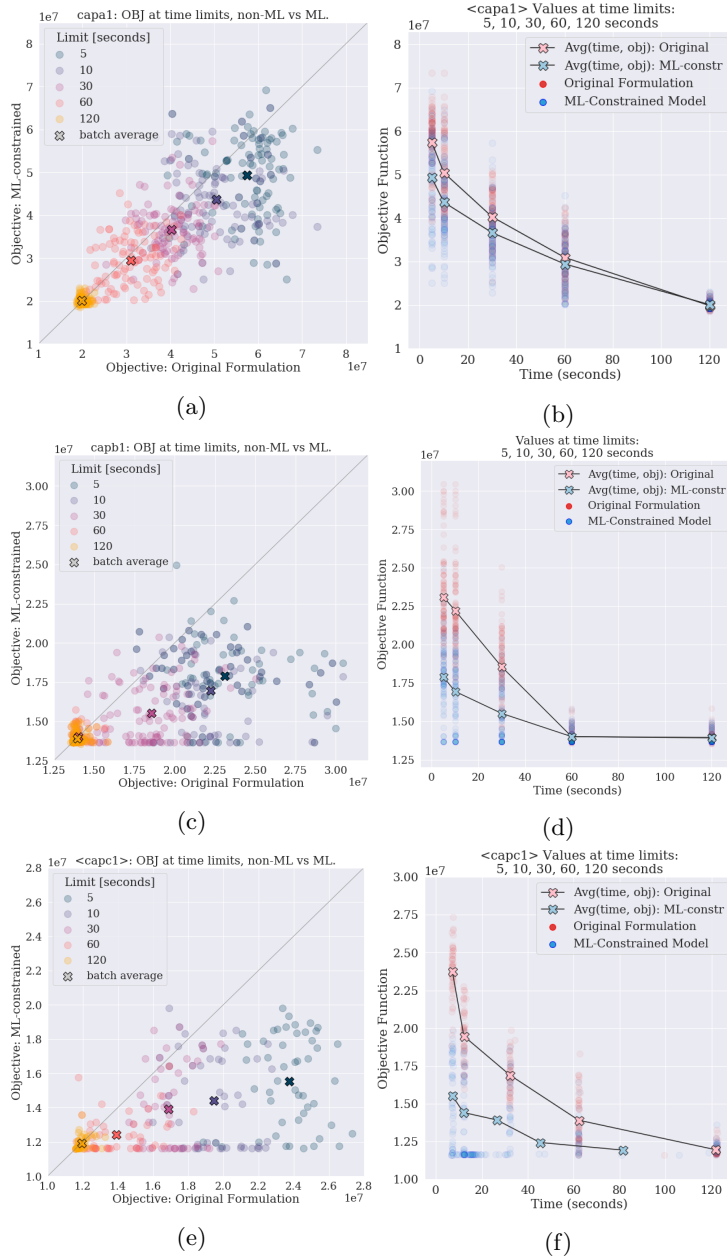 capa1: OBJ at time limits, non-ML vs ML.
1e7
Limit [seconds]
5
10
30
60
120
batch average
8
7
6
5
4
3
2
1
Objective: ML-constrained
1 2 3 4 5 6 7 8
1e7
Objective: Original Formulation
(a)
<capa1> Values at time limits:
5, 10, 30, 60, 120 seconds
1e7
Avg(time, obj): Original
Avg(time, obj): ML-constr
Original Formulation
ML-Constrained Model
8
7
6
5
4
3
2
1
Objective Function
0 20 40 60 80 100 120
Time (seconds)
(b)
capb1: OBJ at time limits, non-ML vs ML.
1e7
Limit [seconds]
5
10
30
60
120
batch average
3.00
2.75
2.50
2.25
2.00
1.75
1.50
1.25
Objective: ML-constrained
1.25 1.50 1.75 2.00 2.25 2.50 2.75 3.00
1e7
Objective: Original Formulation
(c)
Values at time limits:
5, 10, 30, 60, 120 seconds
1e7
Avg(time, obj): Original
Avg(time, obj): ML-constr
Original Formulation
ML-Constrained Model
3.00
2.75
2.50
2.25
2.00
1.75
1.50
1.25
Objective Function
0 20 40 60 80 100 120
Time (seconds)
(d)
<capc1>: OBJ at time limits, non-ML vs ML.
1e7
Limit [seconds]
5
10
30
60
120
batch average
2.8
2.6
2.4
2.2
2.0
1.8
1.6
1.4
1.2
1.0
Objective: ML-constrained
1.0 1.2 1.4 1.6 1.8 2.0 2.2 2.4 2.6 2.8
1e7
Objective: Original Formulation
(e)
<capc1> Values at time limits:
5, 10, 30, 60, 120 seconds
1e7
Avg(time, obj): Original
Avg(time, obj): ML-constr
Original Formulation
ML-Constrained Model
3.00
2.75
2.50
2.25
2.00
1.75
1.50
1.25
1.00
Objective Function
0 20 40 60 80 100 120
Time (seconds)
(f)